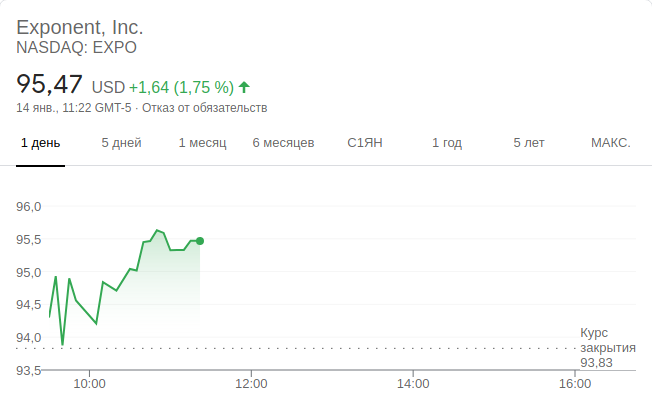 Exponent, Inc.
NASDAQ: EXPO
95,47 USD +1,64 (1,75 %)
14 янв., 11:22 GMT-5 · Отказ от обязательств
1 день 5 дней 1 месяц 6 месяцев С1ЯН 1 год 5 лет МАКС.
96,0
95,5
95,0
94,5
94,0
93,5
Курс
закрытия
93,83
10:00 12:00 14:00 16:00